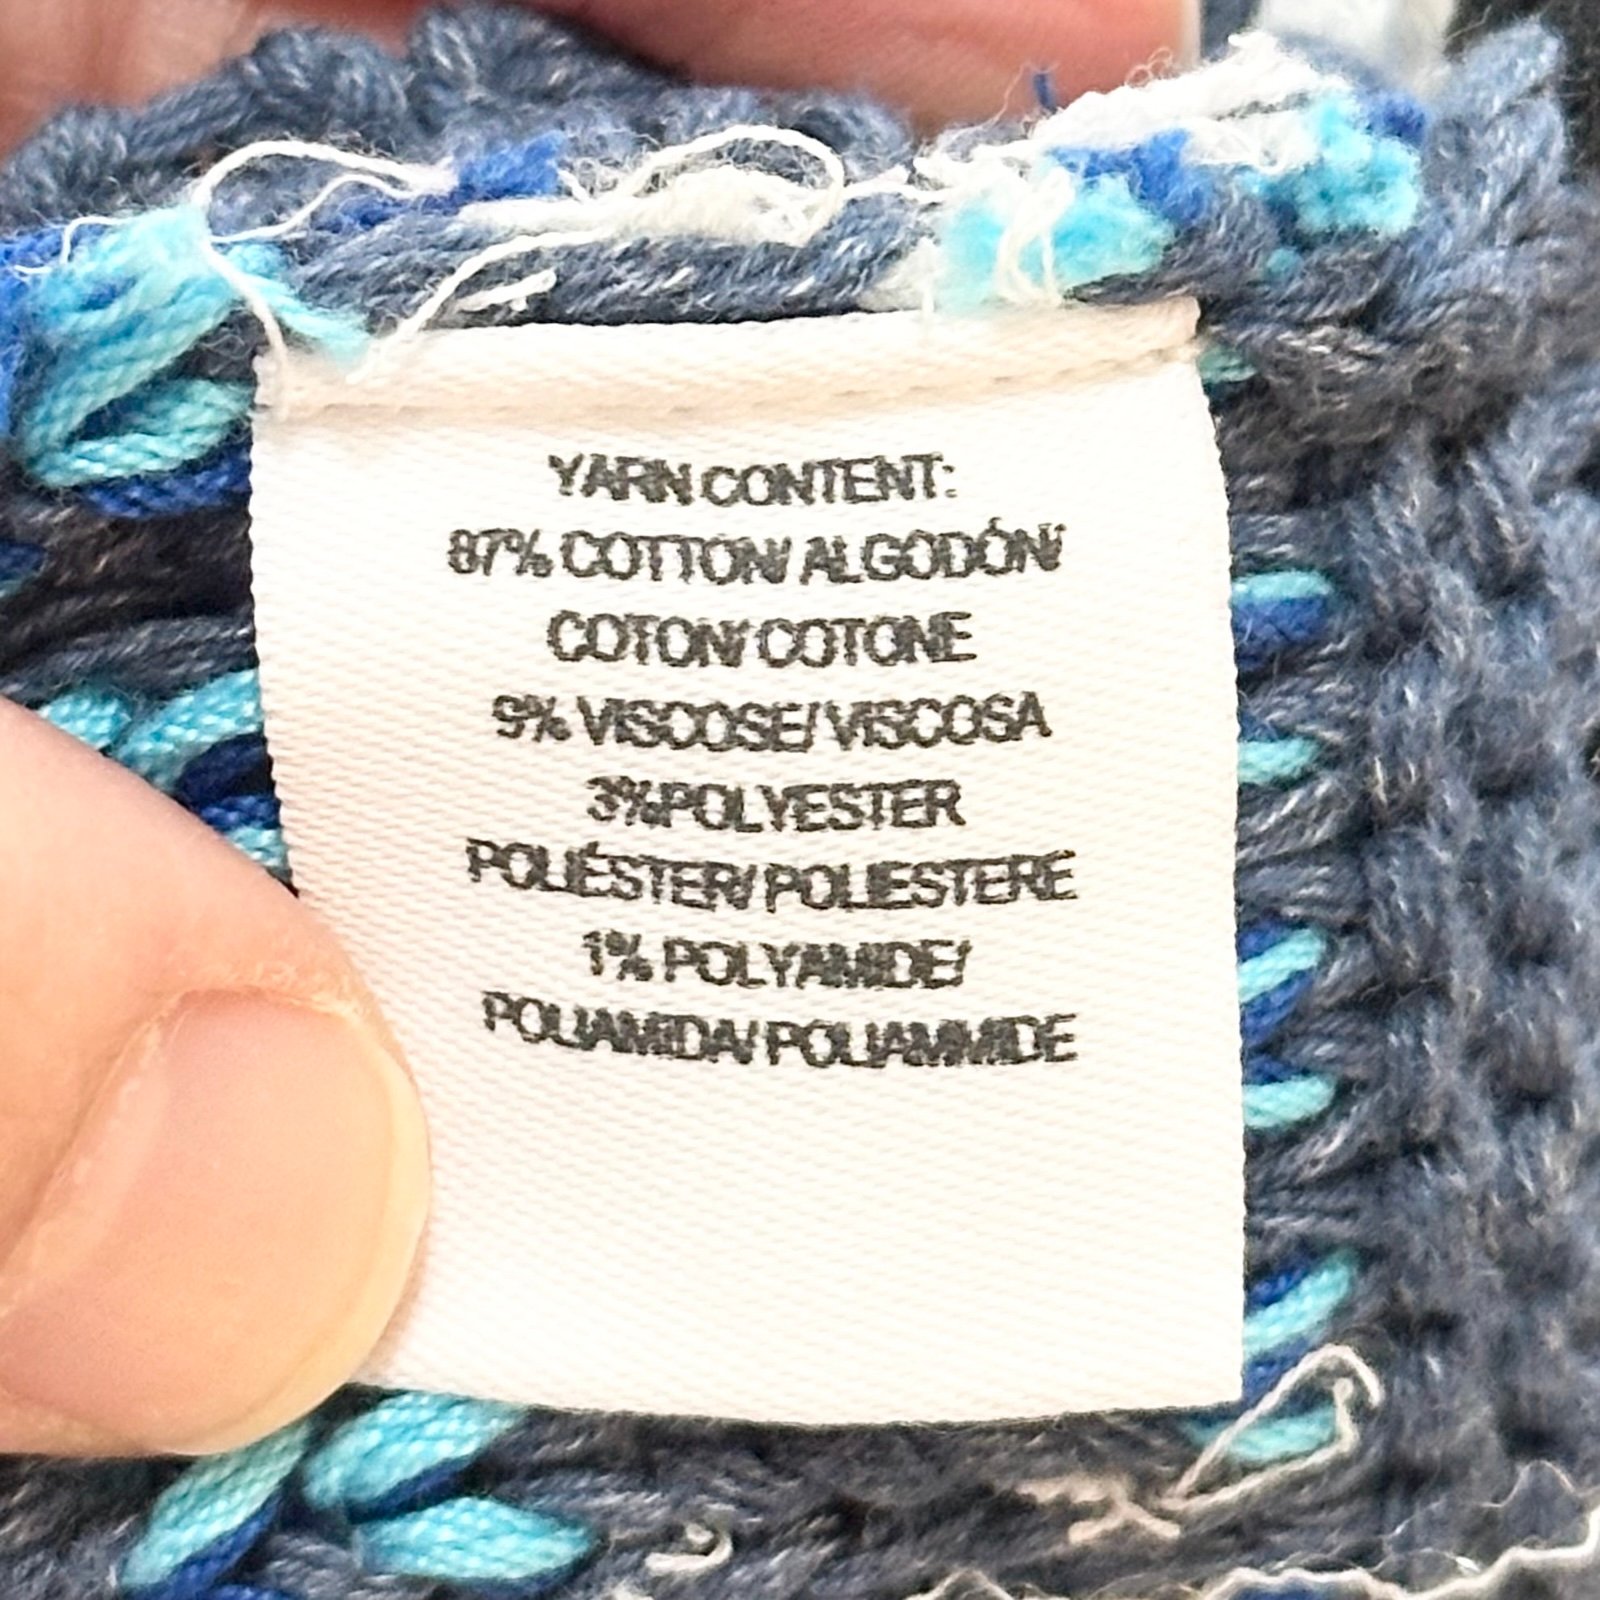 YARN CONTENT:
87% COTTON/ ALGODÓN/
COTON/ COTONE
9% VISCOSE/ VISCOSA
3%POLYESTER
POLIÉSTER/ POLIESTERE
1% POLYAMIDE/
POLIAMIDA/ POLIAMMIDE